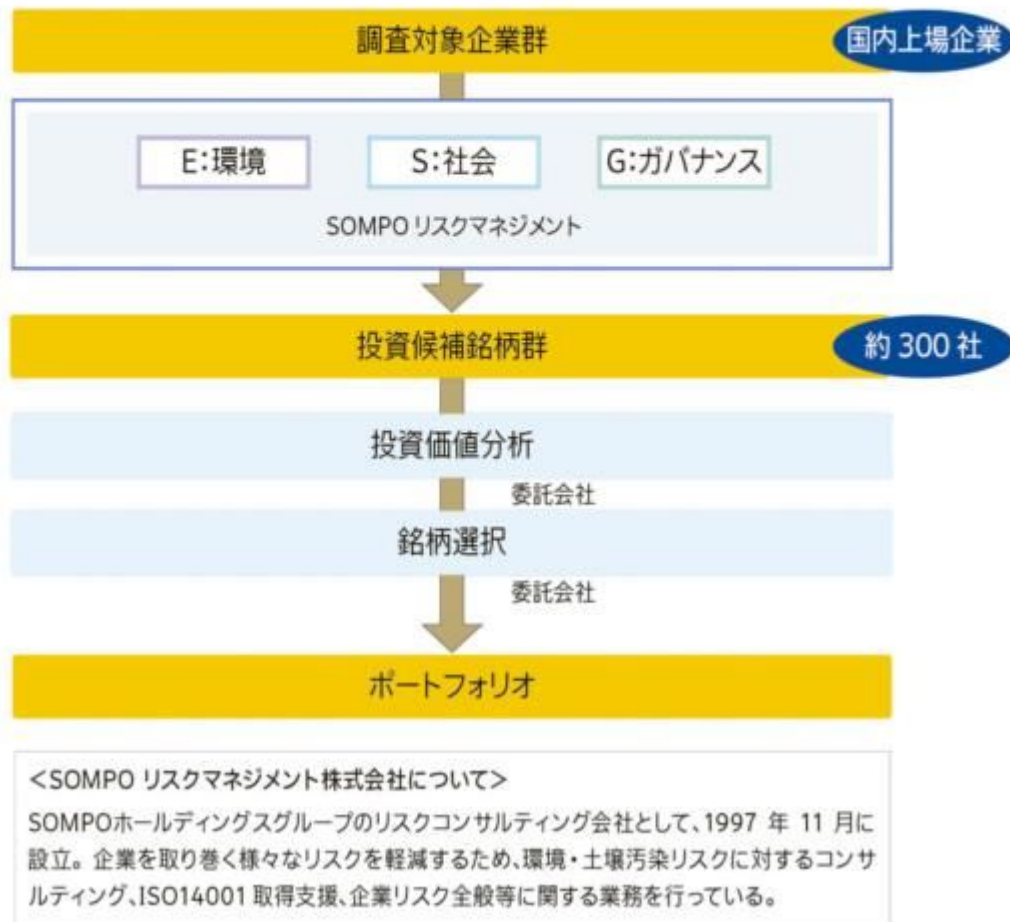 調査対象企業群
国内上場企業
E:環境
S:社会
G:ガバナンス
SOMPO リスクマネジメント
投資候補銘柄群
約 300 社
投資価値分析
委託会社
銘柄選択
委託会社
ポートフォリオ
<SOMPO リスクマネジメント株式会社について>
SOMPOホールディングスグループのリスクコンサルティング会社として、1997 年 11 月に
設立。企業を取り巻く様々なリスクを軽減するため、環境・土壌汚染リスクに対するコンサ
ルティング、ISO14001 取得支援、企業リスク全般等に関する業務を行っている。